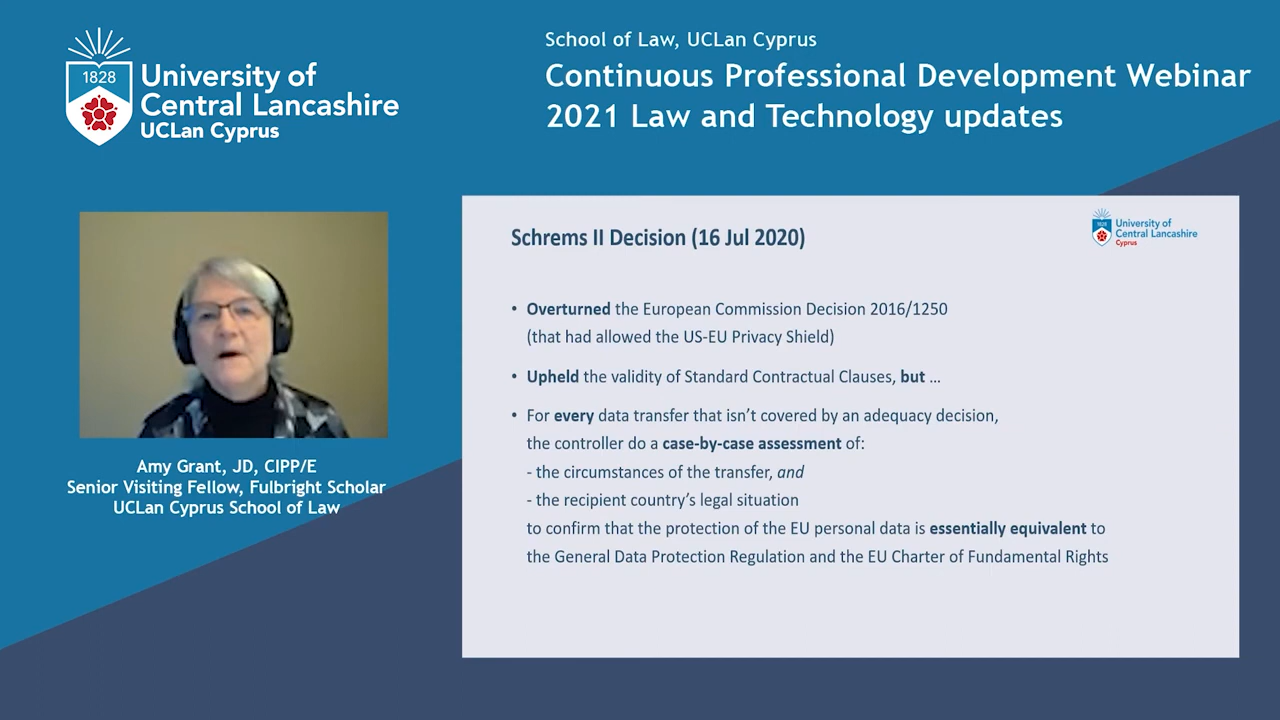 1828
University of
Central Lancashire
UCLan Cyprus
School of Law, UCLan Cyprus
Continuous Professional Development Webinar
2021 Law and Technology updates
Amy Grant, JD, CIPP/E
Senior Visiting Fellow, Fulbright Scholar
UCLan Cyprus School of Law
Schrems II Decision (16 Jul 2020)
1828
University of
Central Lancashire
Cyprus
• Overturned the European Commission Decision 2016/1250
(that had allowed the US-EU Privacy Shield)
• Upheld the validity of Standard Contractual Clauses, but ...
• For every data transfer that isn't covered by an adequacy decision,
the controller do a case-by-case assessment of:
- the circumstances of the transfer, and
- the recipient country's legal situation
to confirm that the protection of the EU personal data is essentially equivalent to
the General Data Protection Regulation and the EU Charter of Fundamental Rights